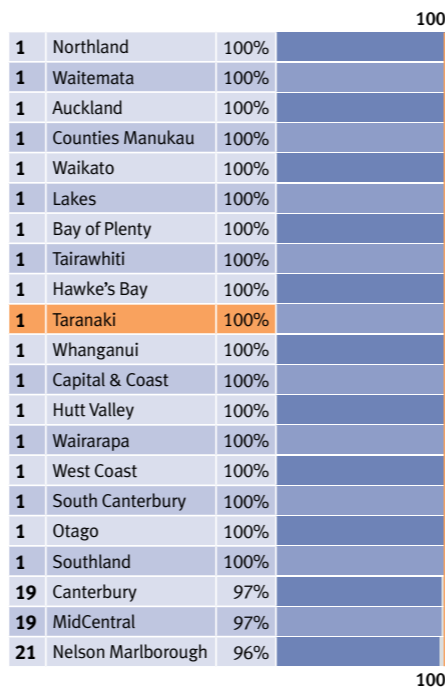 100
1 Northland 100%
1 Waitemata 100%
1 Auckland 100%
1 Counties Manukau 100%
1 Waikato 100%
1 Lakes 100%
1 Bay of Plenty 100%
1 Tairawhiti 100%
1 Hawke’s Bay 100%
1 Taranaki 100%
1 Whanganui 100%
1 Capital & Coast 100%
1 Hutt Valley 100%
1 Wairarapa 100%
1 West Coast 100%
1 South Canterbury 100%
1 Otago 100%
1 Southland 100%
19 Canterbury 97%
19 MidCentral 97%
21 Nelson Marlborough 96%
100